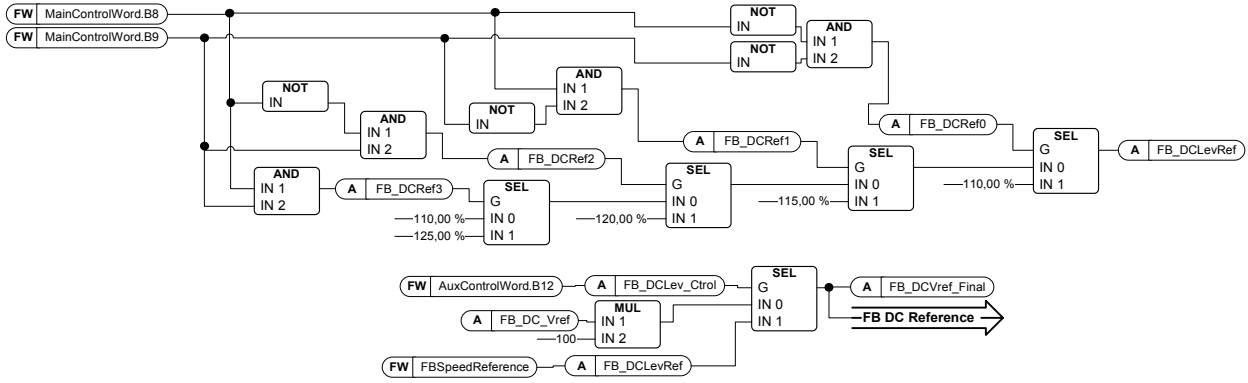 FW MainControlWord.B8
FW MainControlWord.B9
NOT
IN
NOT
IN
AND
IN 1
IN 2
NOT
IN
AND
IN 1
IN 2
NOT
IN
AND
IN 1
IN 2
AND
IN 1
IN 2
A FB_DCRef3
A FB_DCRef2
A FB_DCRef1
A FB_DCRef0
SEL
G
110,00 % IN 0
125,00 % IN 1
SEL
G
IN 0
120,00 % IN 1
SEL
G
IN 0
115,00 % IN 1
SEL
G
IN 0
110,00 % IN 1
A FB_DCLevRef
FW AuxControlWord.B12
A FB_DCLev_Ctrol
A FB_DC_Vref
MUL
IN 1
100 IN 2
FW FBSpeedReference
A FB_DCLevRef
SEL
G
IN 0
IN 1
A FB_DCVref_Final
FB DC Reference